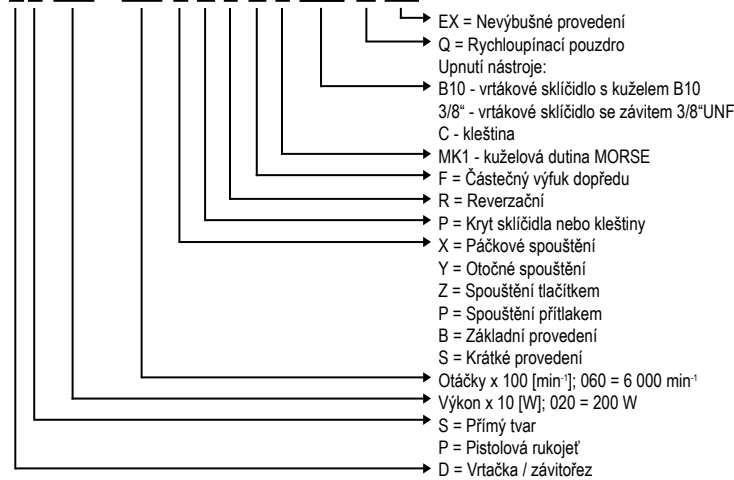 EX = Nevýbušné provedení
Q = Rychloupínací pouzdro
Upnutí nástroje:
B10 - vrtákové sklíčidlo s kuželem B10
3/8“ - vrtákové sklíčidlo se závitem 3/8“UNF
C - kleština
MK1 - kuželová dutina MORSE
F = Částečný výfuk dopředu
R = Reverzační
P = Kryt sklíčidla nebo kleštiny
X = Páčkové spouštění
Y = Otočné spouštění
Z = Spouštění tlačítkem
P = Spouštění přítlakem
B = Základní provedení
S = Krátké provedení
Otáčky x 100 [min⁻¹]; 060 = 6 000 min⁻¹
Výkon x 10 [W]; 020 = 200 W
S = Přímý tvar
P = Pistolová rukojeť
D = Vrtačka / závitořez